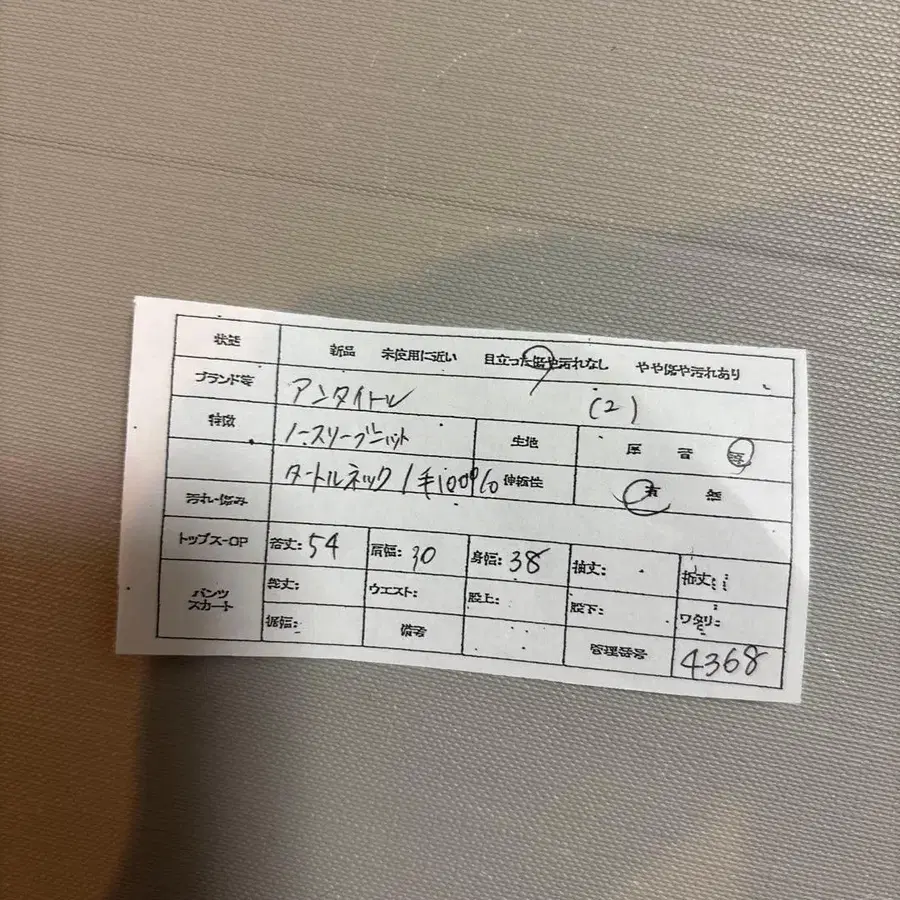 状態 新品 未使用に近い 目立った傷や汚れなし やや傷や汚れあり
ブランド等 アンタイトル (2)
特徴 ノースリーブニット 生地 厚 普 薄
タートルネック / 毛100% 伸縮性 有 無
汚れ・傷み
トップス・OP 着丈: 54 肩幅: 30 身幅: 38 袖丈: 裄丈:
パンツ スカート 総丈: ウエスト: 股上: 股下: ワタリ:
裾幅: 備考 管理番号 4368